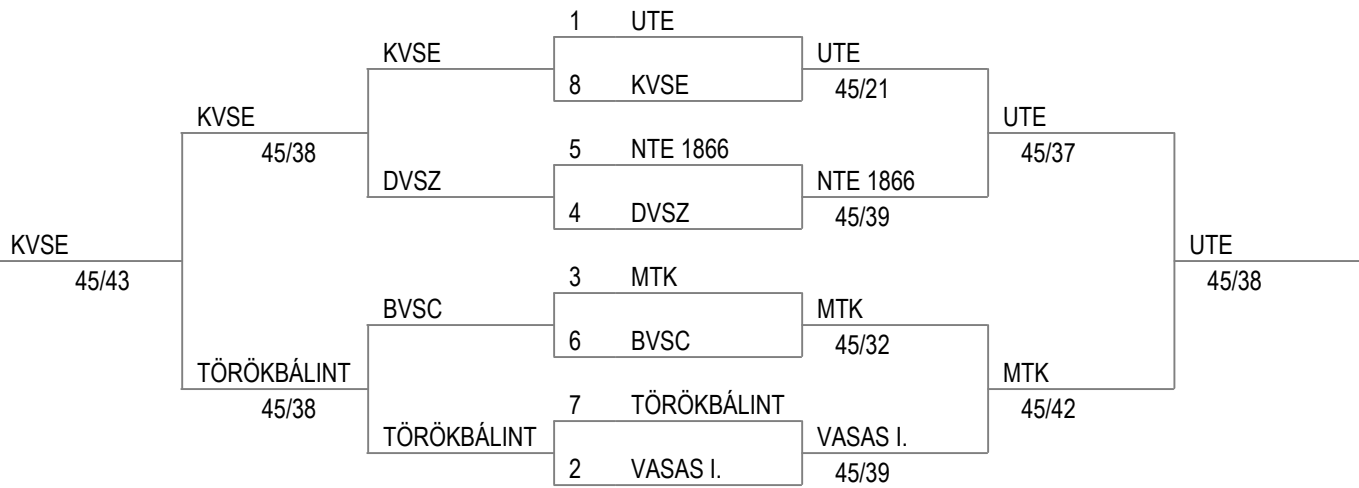 1 UTE
KVSE UTE
8 KVSE 45/21
KVSE UTE
45/38 5 NTE 1866 45/37
DVSZ NTE 1866
4 DVSZ 45/39
KVSE UTE
45/43 3 MTK 45/38
BVSC MTK
6 BVSC 45/32
TÖRÖKBÁLINT MTK
45/38 7 TÖRÖKBÁLINT 45/42
TÖRÖKBÁLINT VASAS I.
2 VASAS I. 45/39